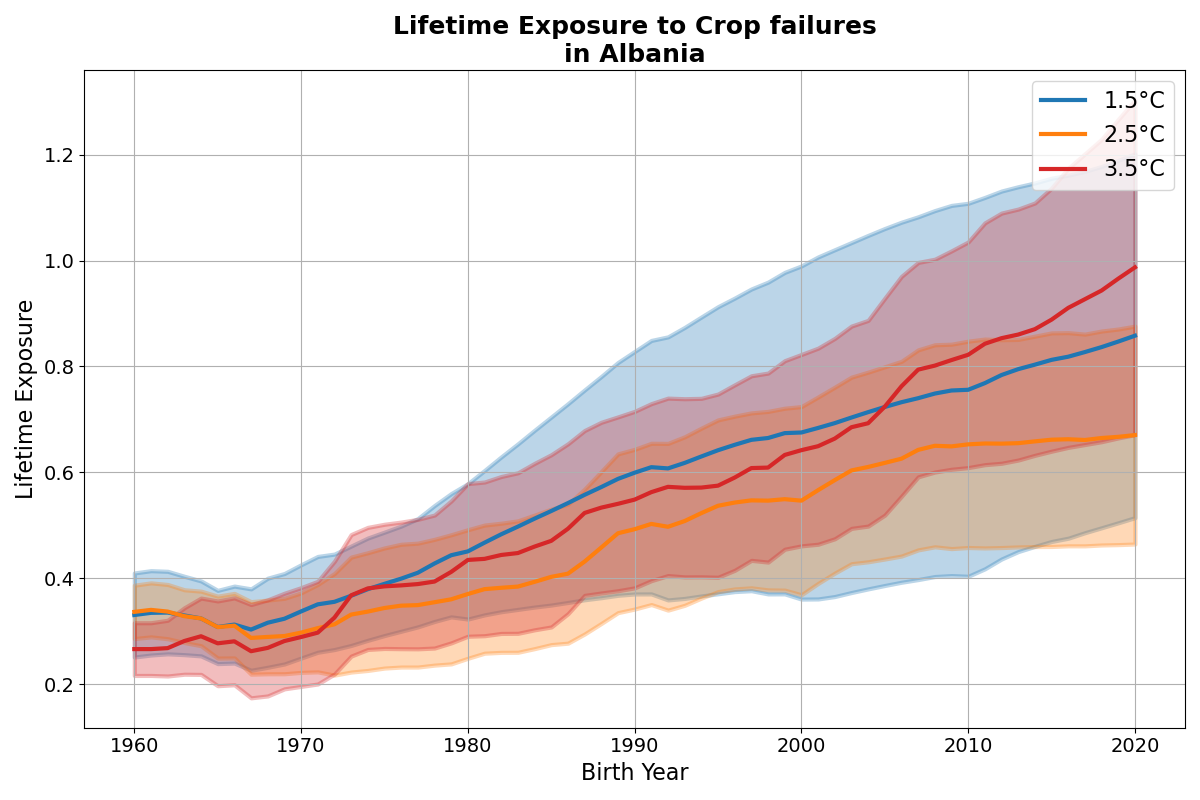 Lifetime Exposure to Crop failures
in Albania
1.5°C
2.5°C
3.5°C
Lifetime Exposure
1.2
1.0
0.8
0.6
0.4
0.2
1960 1970 1980 1990 2000 2010 2020
Birth Year